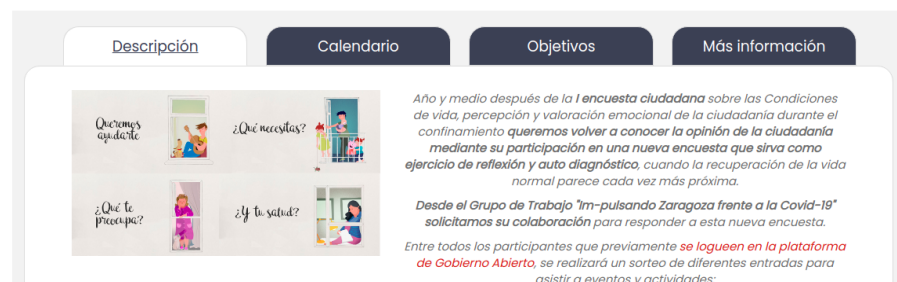 Descripción
Calendario
Objetivos
Más información
Queremos
ayudarte
¿Qué necesitas?
¿Qué te
preocupa?
¿Y tu salud?
Año y medio después de la I encuesta ciudadana sobre las Condiciones
de vida, percepción y valoración emocional de la ciudadanía durante el
confinamiento queremos volver a conocer la opinión de la ciudadanía
mediante su participación en una nueva encuesta que sirva como
ejercicio de reflexión y auto diagnóstico, cuando la recuperación de la vida
normal parece cada vez más próxima.
Desde el Grupo de Trabajo "Im-pulsando Zaragoza frente a la Covid-19"
solicitamos su colaboración para responder a esta nueva encuesta.
Entre todos los participantes que previamente se logueen en la plataforma
de Gobierno Abierto, se realizará un sorteo de diferentes entradas para
asistir a eventos y actividades: